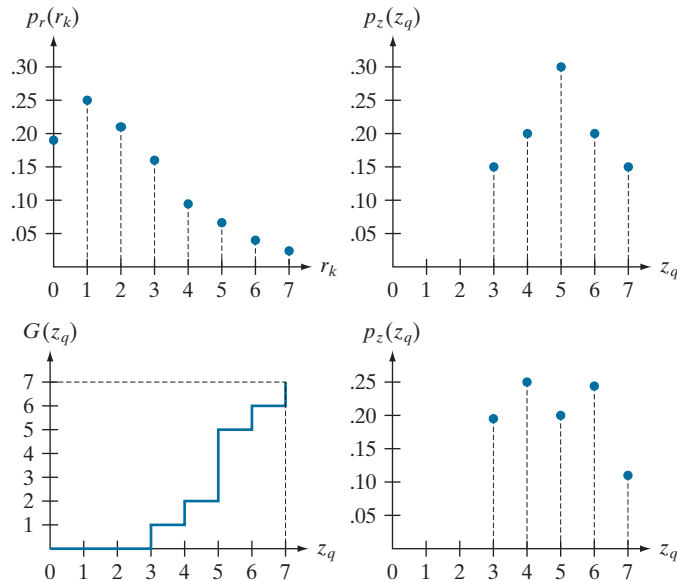 p_r(r_k)
.30
.25
.20
.15
.10
.05
0 1 2 3 4 5 6 7
r_k
p_z(z_q)
.30
.25
.20
.15
.10
.05
0 1 2 3 4 5 6 7
z_q
G(z_q)
7
6
5
4
3
2
1
0 1 2 3 4 5 6 7
z_q
p_z(z_q)
.25
.20
.15
.10
.05
0 1 2 3 4 5 6 7
z_q